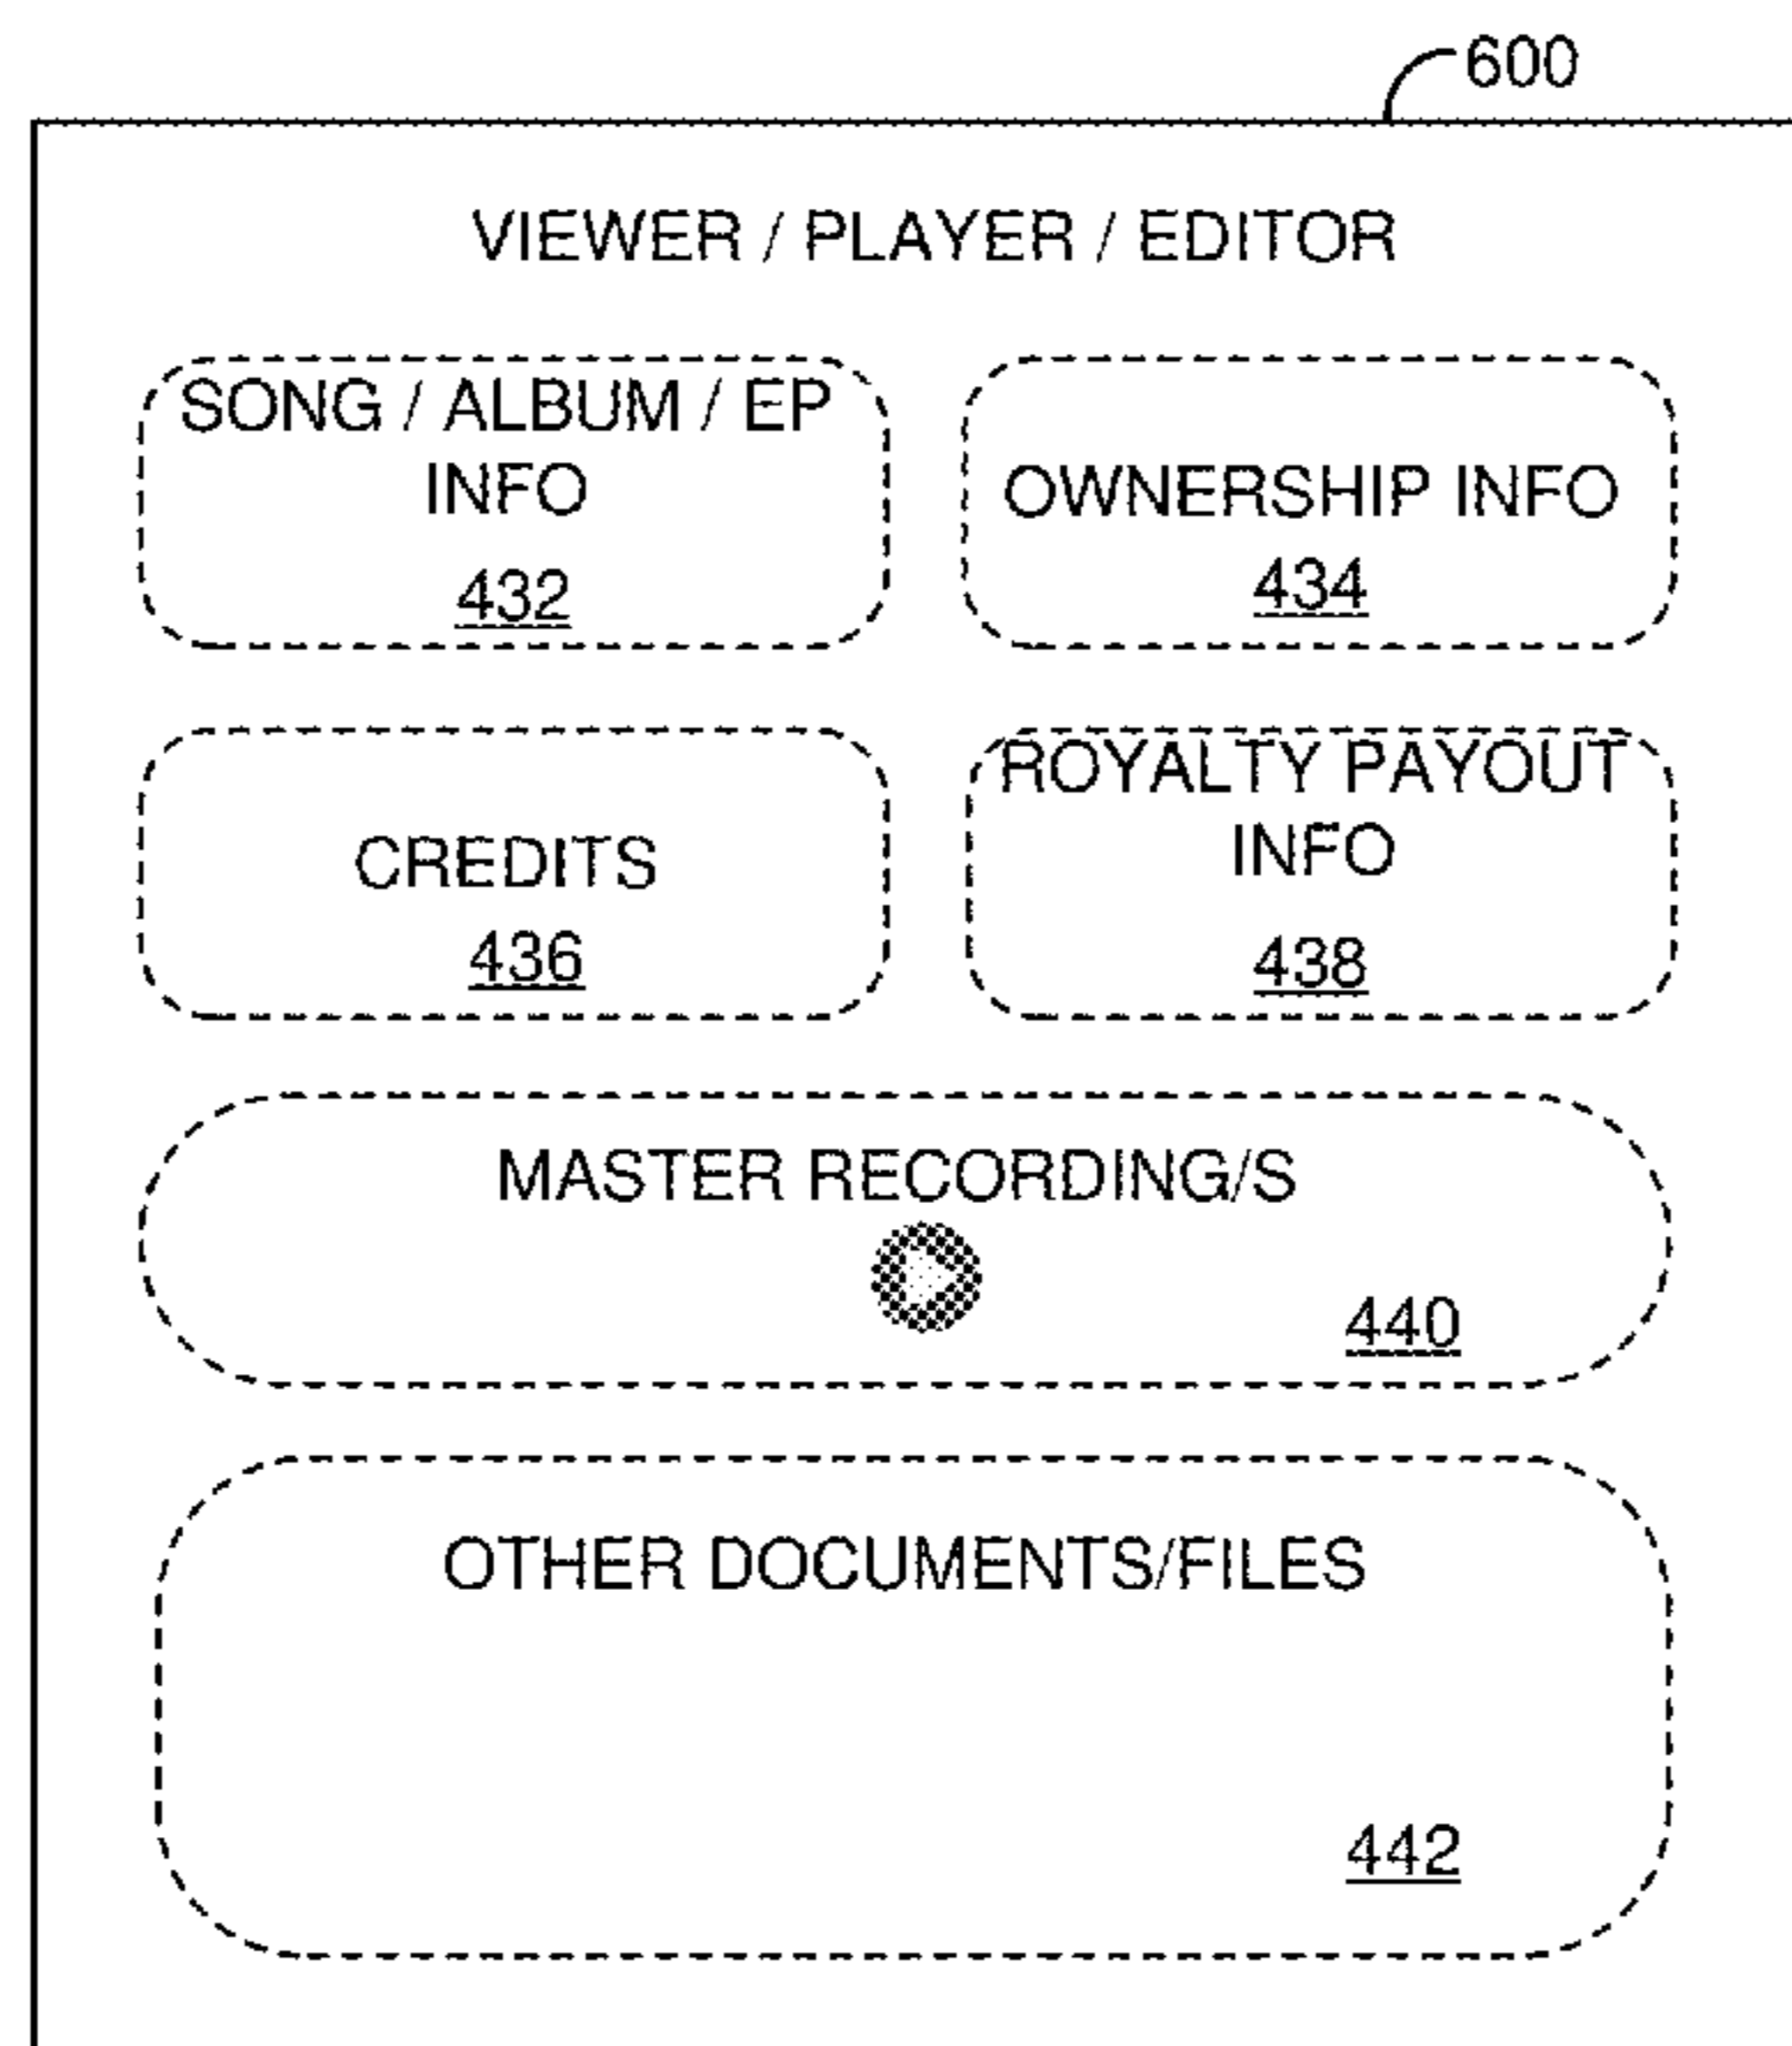 600
VIEWER / PLAYER / EDITOR
SONG / ALBUM / EP
INFO
432
OWNERSHIP INFO
434
CREDITS
436
ROYALTY PAYOUT
INFO
438
MASTER RECORDING/S
440
OTHER DOCUMENTS/FILES
442